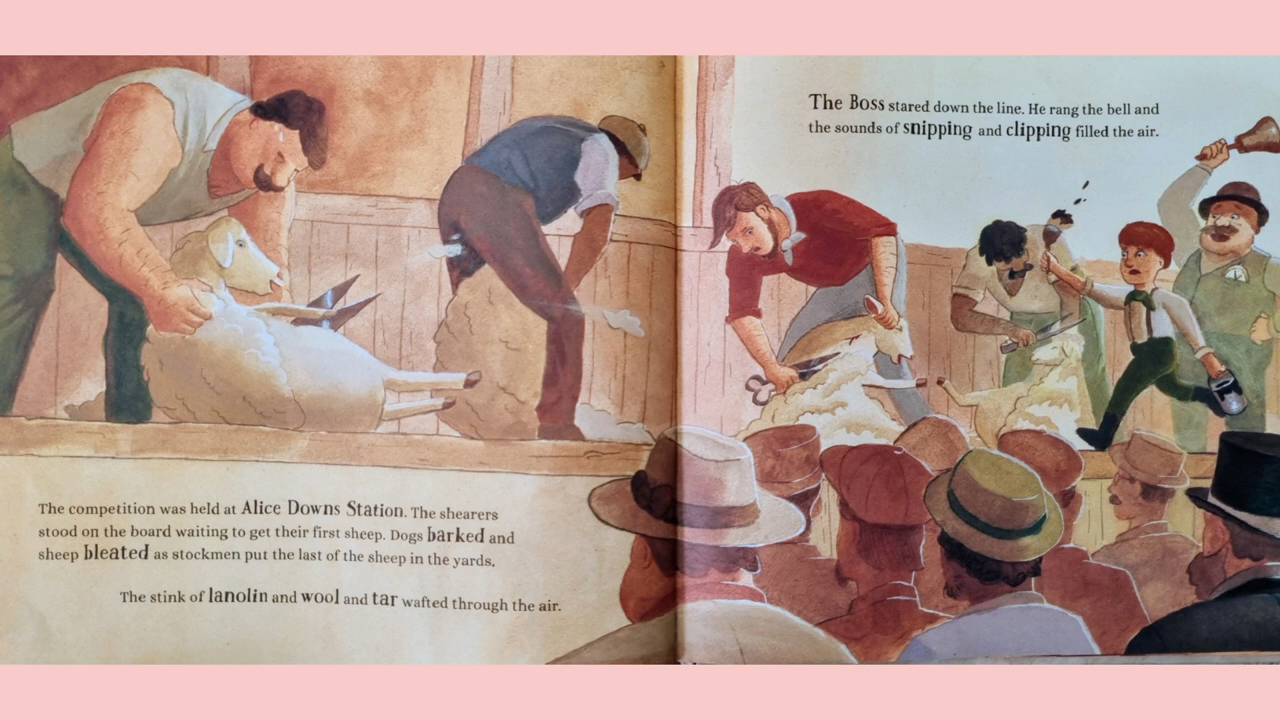 The competition was held at Alice Downs Station. The shearers
stood on the board waiting to get their first sheep. Dogs barked and
sheep bleated as stockmen put the last of the sheep in the yards.
The stink of lanolin and wool and tar wafted through the air.
The Boss stared down the line. He rang the bell and
the sounds of snipping and clipping filled the air.